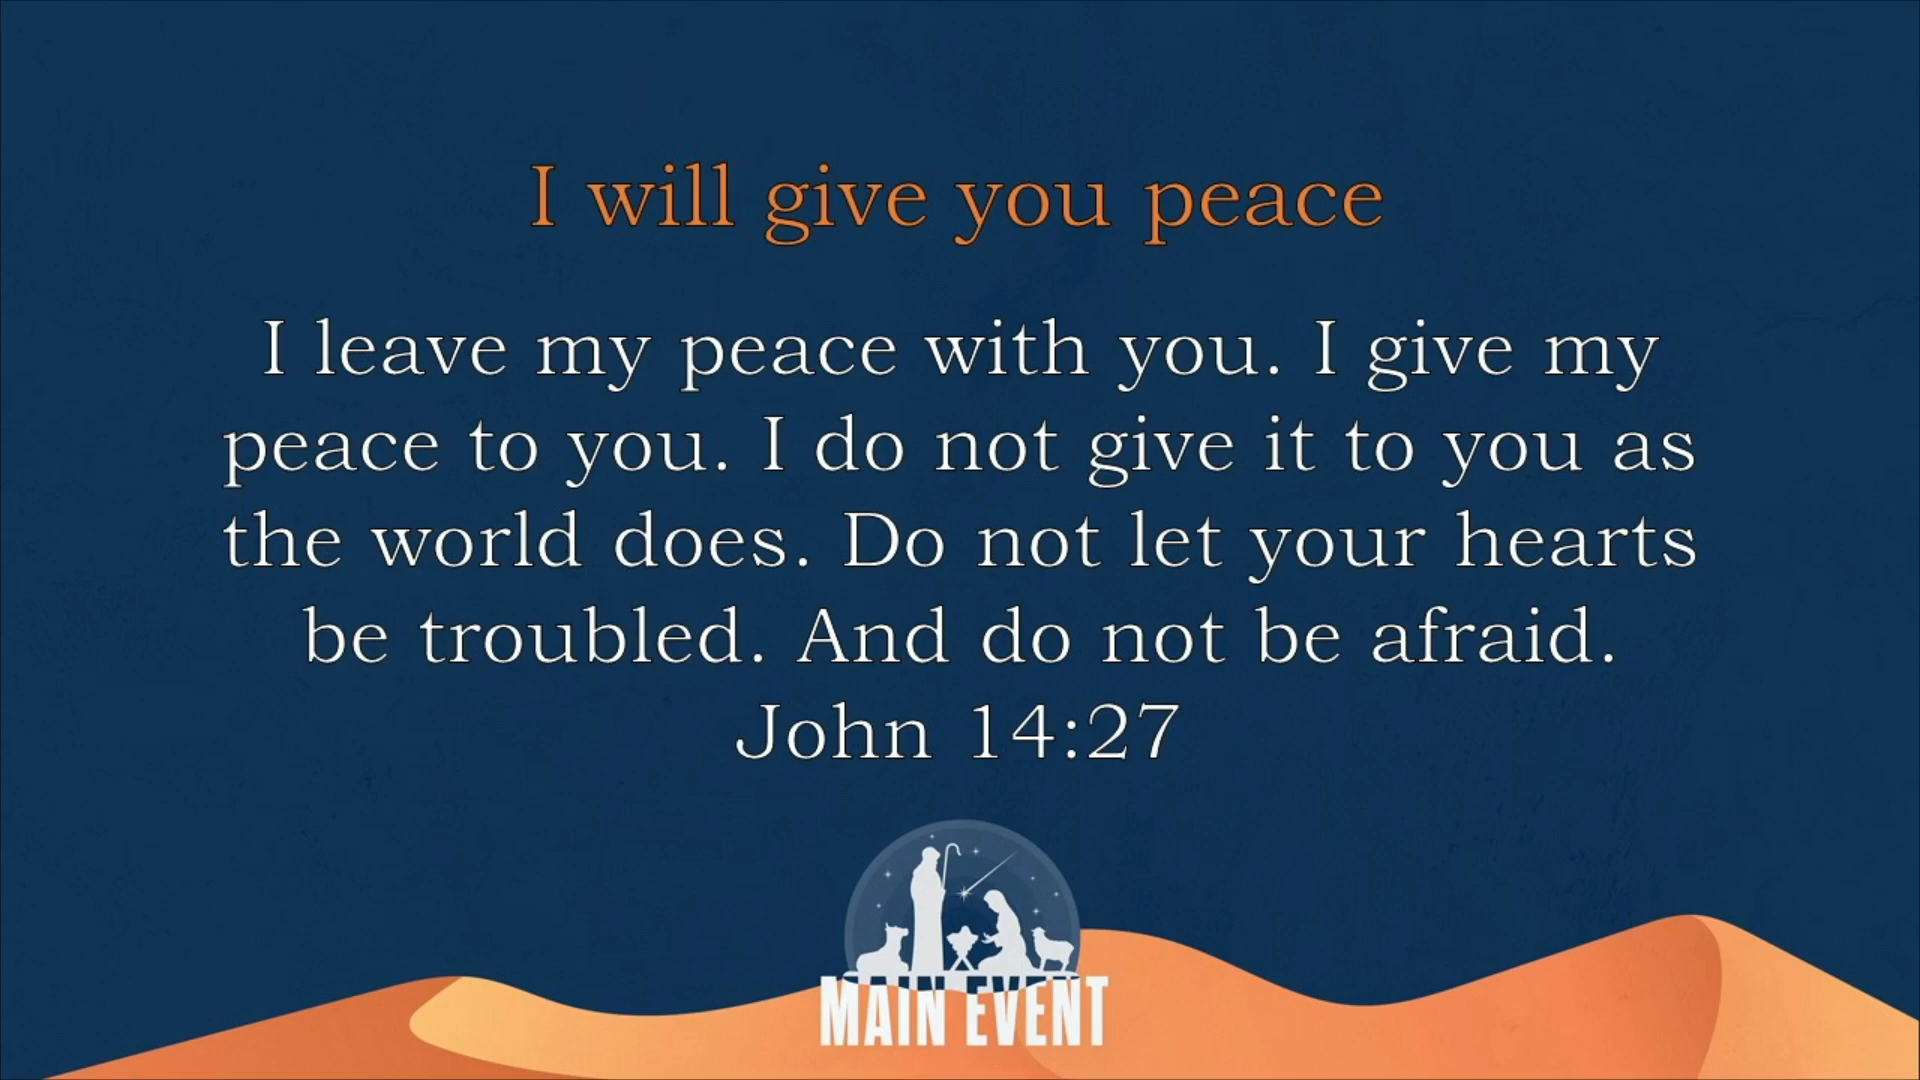 I will give you peace
I leave my peace with you. I give my
peace to you. I do not give it to you as
the world does. Do not let your hearts
be troubled. And do not be afraid.
John 14:27
MAIN EVENT